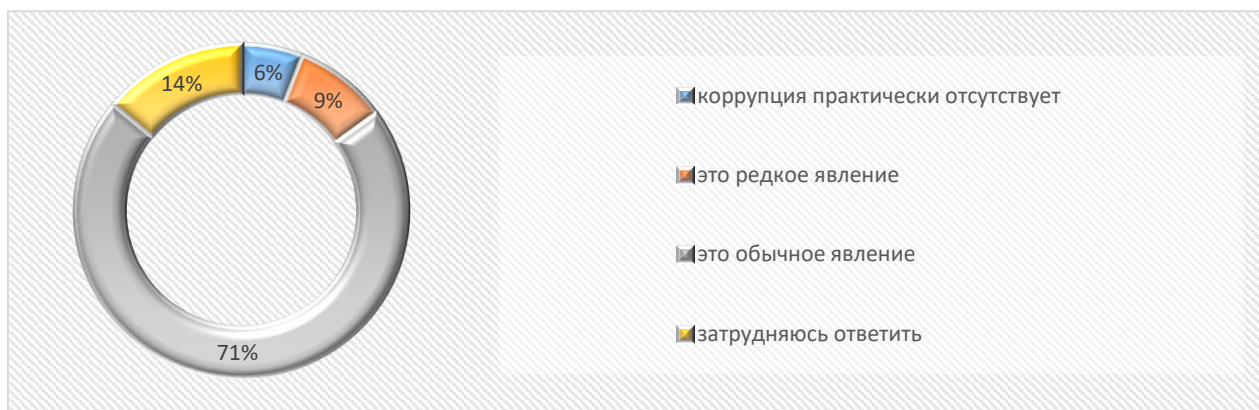 14%
6%
9%
71%
коррупция практически отсутствует
это редкое явление
это обычное явление
затрудняюсь ответить